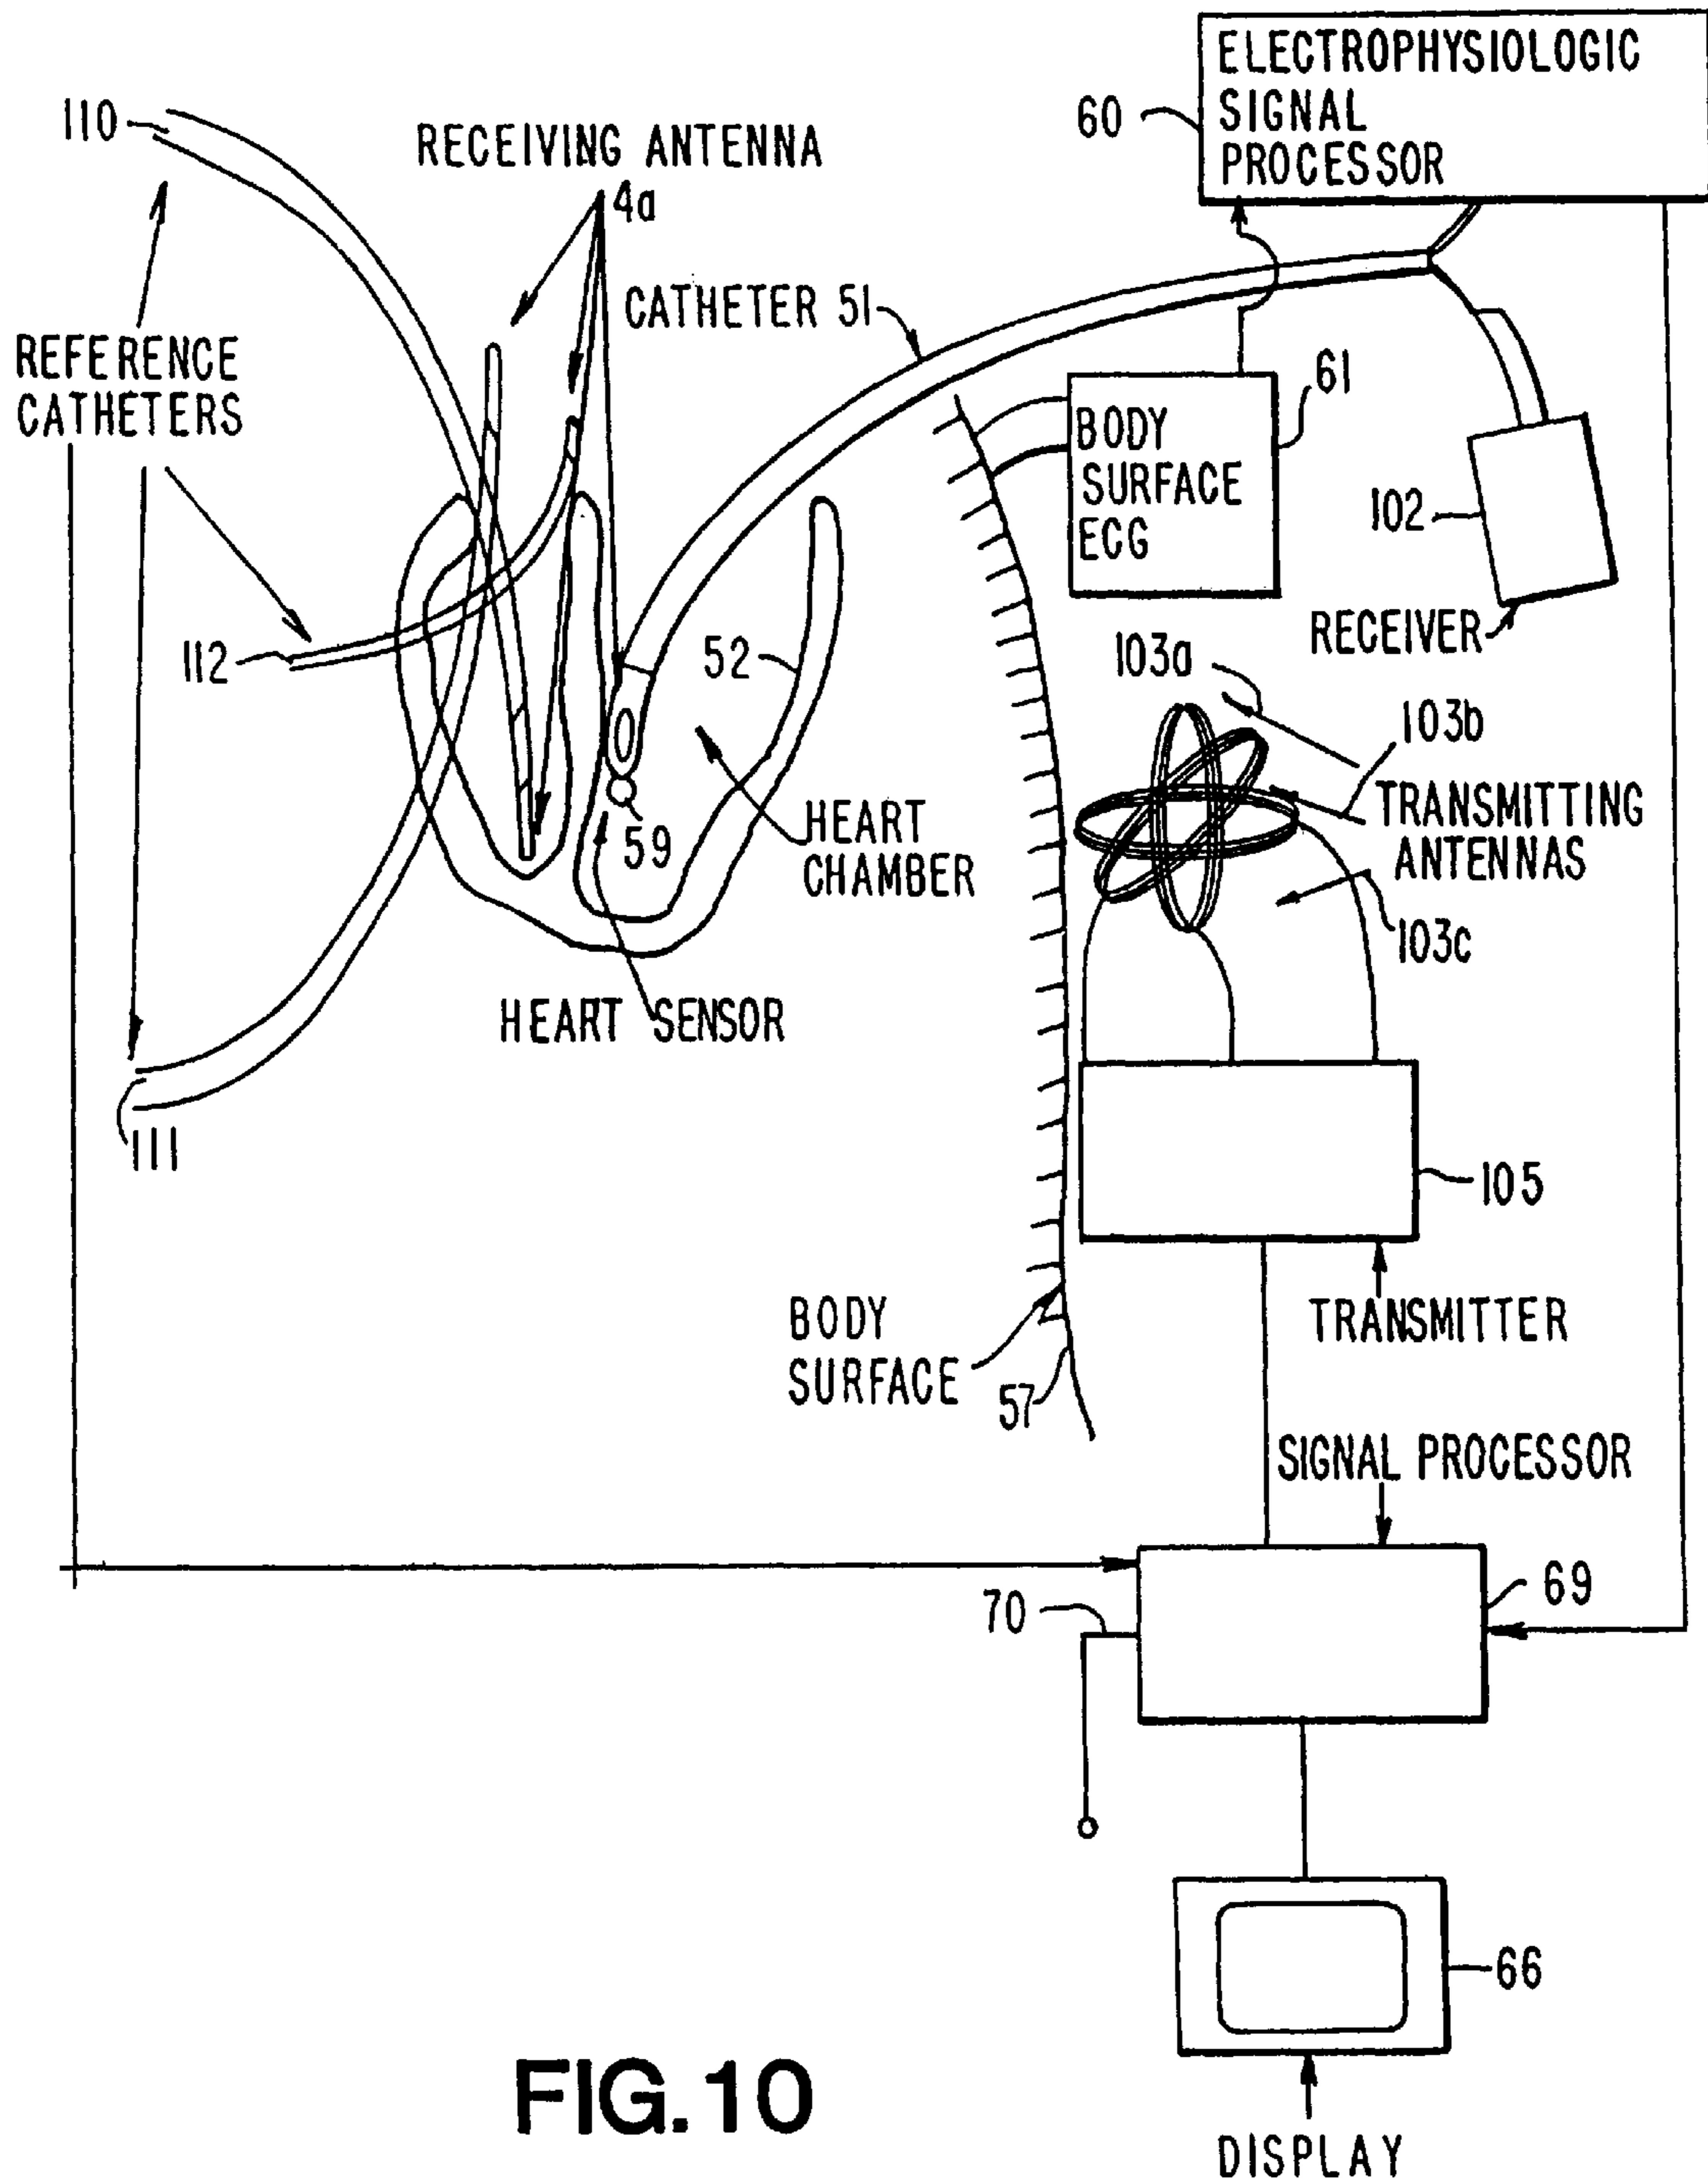 ELECTROPHYSIOLOGIC
SIGNAL
PROCESSOR
60
110
RECEIVING ANTENNA
4a
CATHETER 51
REFERENCE
CATHETERS
61
BODY
SURFACE
ECG
102
RECEIVER
112
52
103a
103b
TRANSMITTING
ANTENNAS
103c
59
HEART
CHAMBER
HEART SENSOR
111
105
TRANSMITTER
BODY
SURFACE
57
SIGNAL PROCESSOR
69
70
66
FIG.10
DISPLAY